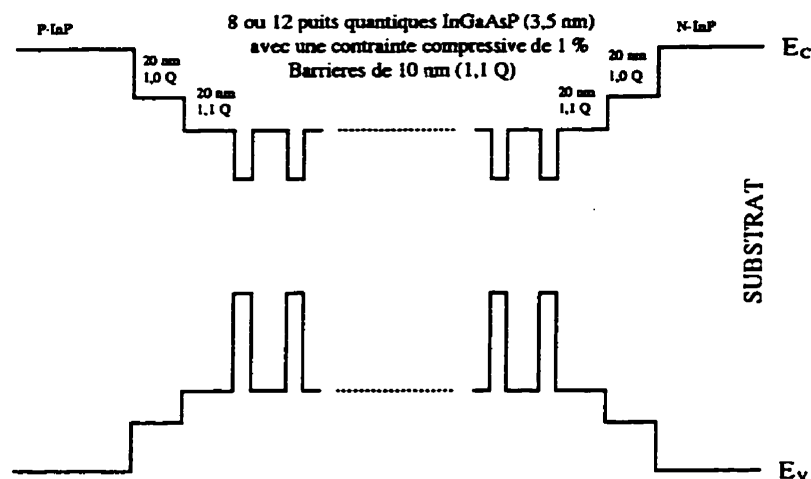 8 ou 12 puits quantiques InGaAsP (3,5 nm)
avec une contrainte compressive de 1 %
Barrieres de 10 nm (1,1 Q)
P-InP
N-InP
Ec
20 nm
1,0 Q
20 nm
1,1 Q
20 nm
1,1 Q
20 nm
1,0 Q
SUBSTRAT
Ev